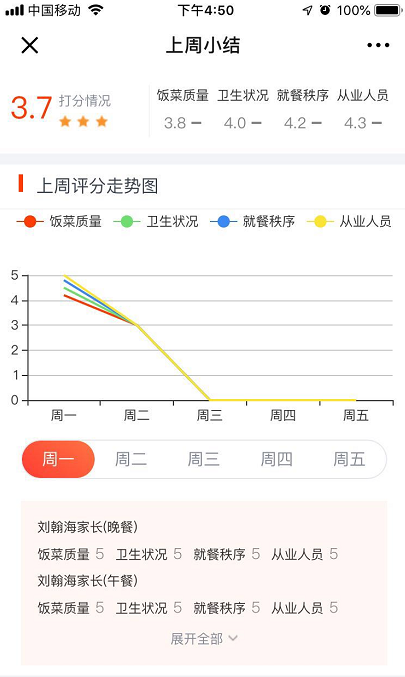 中国移动 下午4:50 100%
上周小结
3.7 打分情况
饭菜质量 卫生状况 就餐秩序 从业人员
3.8 – 4.0 – 4.2 – 4.3 –
上周评分走势图
饭菜质量 卫生状况 就餐秩序 从业人员
5
4
3
2
1
0
周一 周二 周三 周四 周五
周一 周二 周三 周四 周五
刘翰海家长(晚餐)
饭菜质量 5 卫生状况 5 就餐秩序 5 从业人员 5
刘翰海家长(午餐)
饭菜质量 5 卫生状况 5 就餐秩序 5 从业人员 5
展开全部